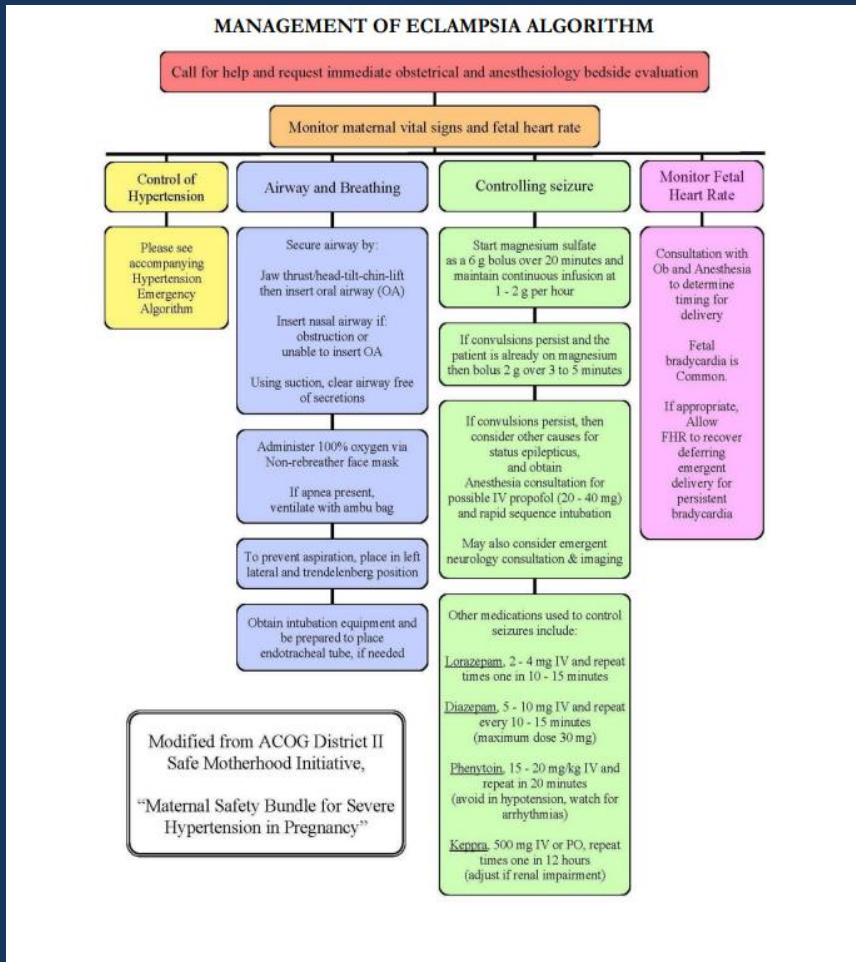 MANAGEMENT OF ECLAMPSIA ALGORITHM
Call for help and request immediate obstetrical and anesthesiology bedside evaluation
Monitor maternal vital signs and fetal heart rate
Control of
Hypertension
Please see
accompanying
Hypertension
Emergency
Algorithm
Airway and Breathing
Secure airway by:
Jaw thrust/head-tilt-chin-lift
then insert oral airway (OA)
Insert nasal airway if:
obstruction or
unable to insert OA
Using suction, clear airway free
of secretions
Administer 100% oxygen via
Non-rebreather face mask
If apnea present,
ventilate with ambu bag
To prevent aspiration, place in left
lateral and trendelenberg position
Obtain intubation equipment and
be prepared to place
endotracheal tube, if needed
Controlling seizure
Start magnesium sulfate
as a 6 g bolus over 20 minutes and
maintain continuous infusion at
1 - 2 g per hour
If convulsions persist and the
patient is already on magnesium
then bolus 2 g over 3 to 5 minutes
If convulsions persist, then
consider other causes for
status epilepticus,
and obtain
Anesthesia consultation for
possible IV propofol (20 - 40 mg)
and rapid sequence intubation
May also consider emergent
neurology consultation & imaging
Other medications used to control
seizures include:
Lorazepam, 2 - 4 mg IV and repeat
times one in 10 - 15 minutes
Diazepam, 5 - 10 mg IV and repeat
every 10 - 15 minutes
(maximum dose 30 mg)
Phenytoin, 15 - 20 mg/kg IV and
repeat in 20 minutes
(avoid in hypotension, watch for
arrhythmias)
Keppra, 500 mg IV or PO, repeat
times one in 12 hours
(adjust if renal impairment)
Monitor Fetal
Heart Rate
Consultation with
Ob and Anesthesia
to determine
timing for
delivery
Fetal
bradycardia is
Common.
If appropriate,
Allow
FHR to recover
deferring
emergent
delivery for
persistent
bradycardia
Modified from ACOG District II
Safe Motherhood Initiative,
“Maternal Safety Bundle for Severe
Hypertension in Pregnancy”